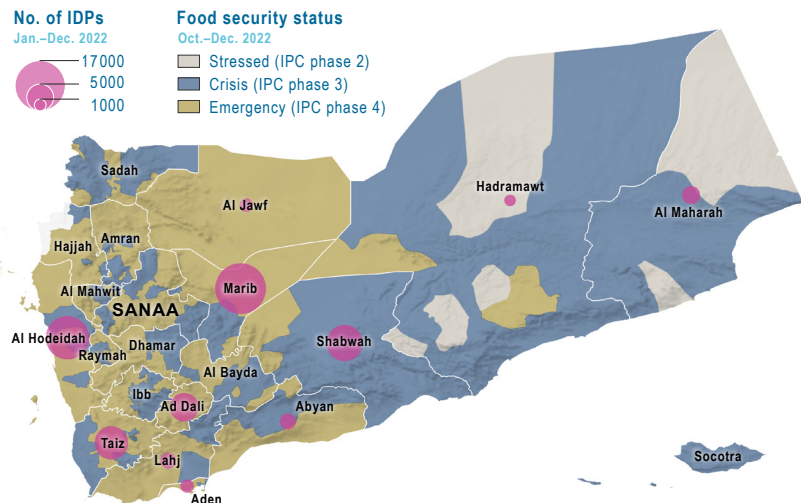 No. of IDPs
Jan.–Dec. 2022
17000
5000
1000
Food security status
Oct.–Dec. 2022
Stressed (IPC phase 2)
Crisis (IPC phase 3)
Emergency (IPC phase 4)
Sadah
Al Jawf
Hadramawt
Al Maharah
Amran
Hajjah
Al Mahwit
Marib
SANAA
Al Hodeidah
Raymah
Dhamar
Shabwah
Al Bayda
Ibb
Ad Dali
Abyan
Taiz
Lahj
Socotra
Aden